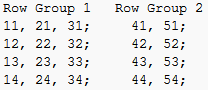 Row Group 1   Row Group 2
11, 21, 31;     41, 51;
12, 22, 32;     42, 52;
13, 23, 33;     43, 53;
14, 24, 34;     44, 54;